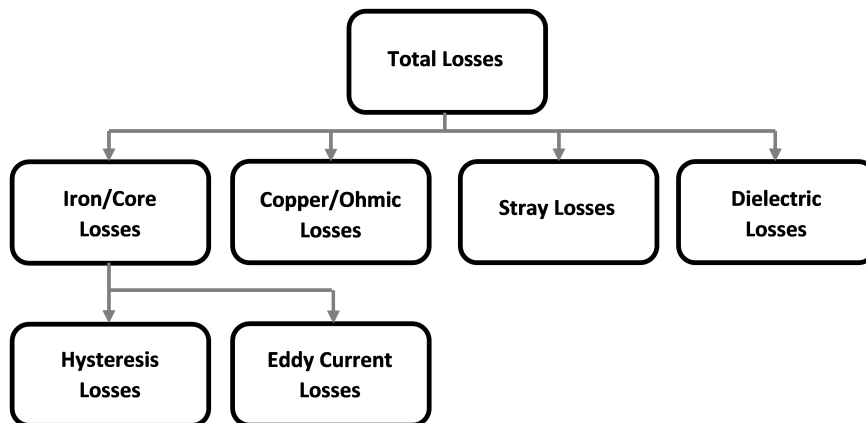 Total Losses
Iron/Core
Losses
Copper/Ohmic
Losses
Stray Losses
Dielectric
Losses
Hysteresis
Losses
Eddy Current
Losses